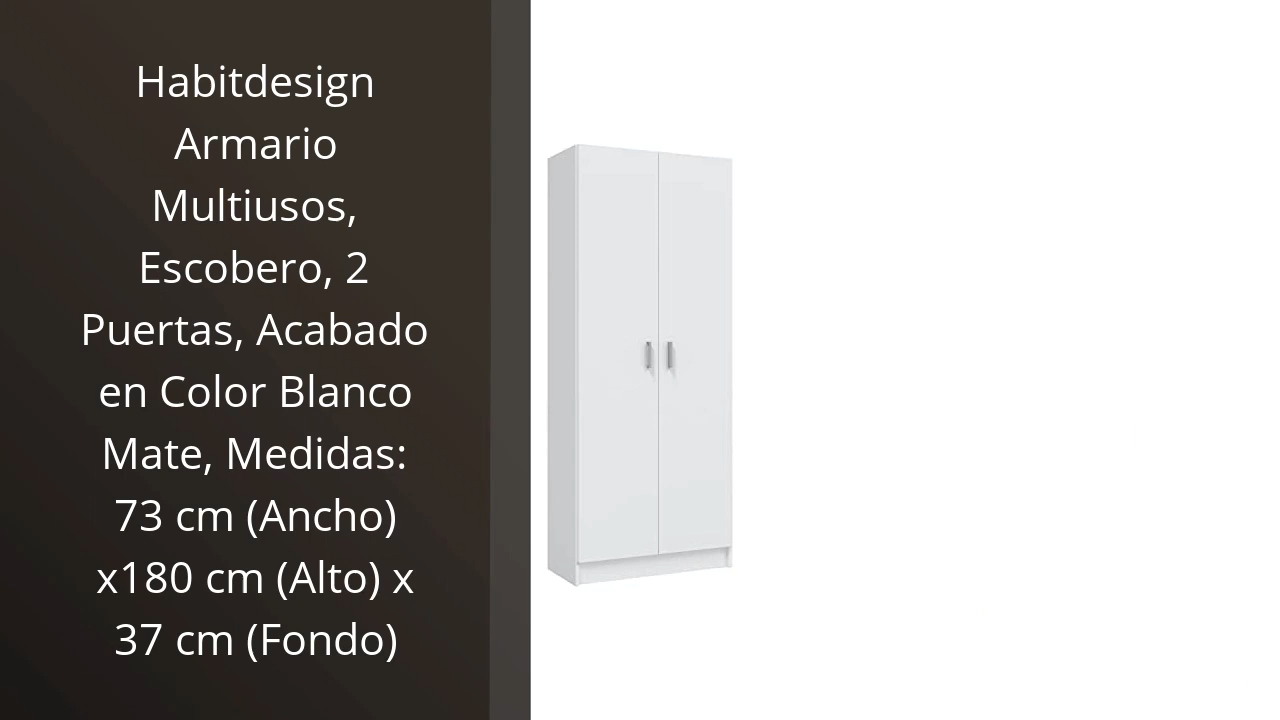 Habitdesign
Armario
Multiusos,
Escobero, 2
Puertas, Acabado
en Color Blanco
Mate, Medidas:
73 cm (Ancho)
x180 cm (Alto) x
37 cm (Fondo)